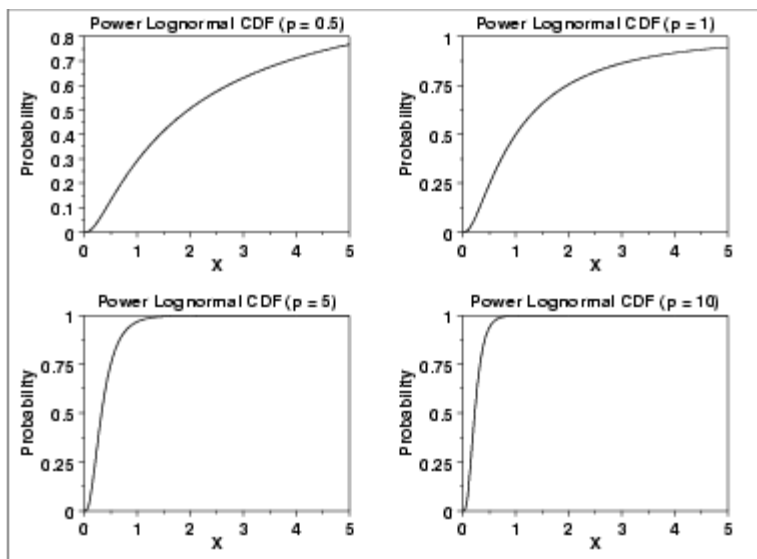 Power Lognormal CDF (p = 0.5)
Probability
0.8
0.7
0.6
0.5
0.4
0.3
0.2
0.1
0
0 1 2 3 4 5
X
Power Lognormal CDF (p = 1)
Probability
1
0.75
0.5
0.25
0
0 1 2 3 4 5
X
Power Lognormal CDF (p = 5)
Probability
1
0.75
0.5
0.25
0
0 1 2 3 4 5
X
Power Lognormal CDF (p = 10)
Probability
1
0.75
0.5
0.25
0
0 1 2 3 4 5
X